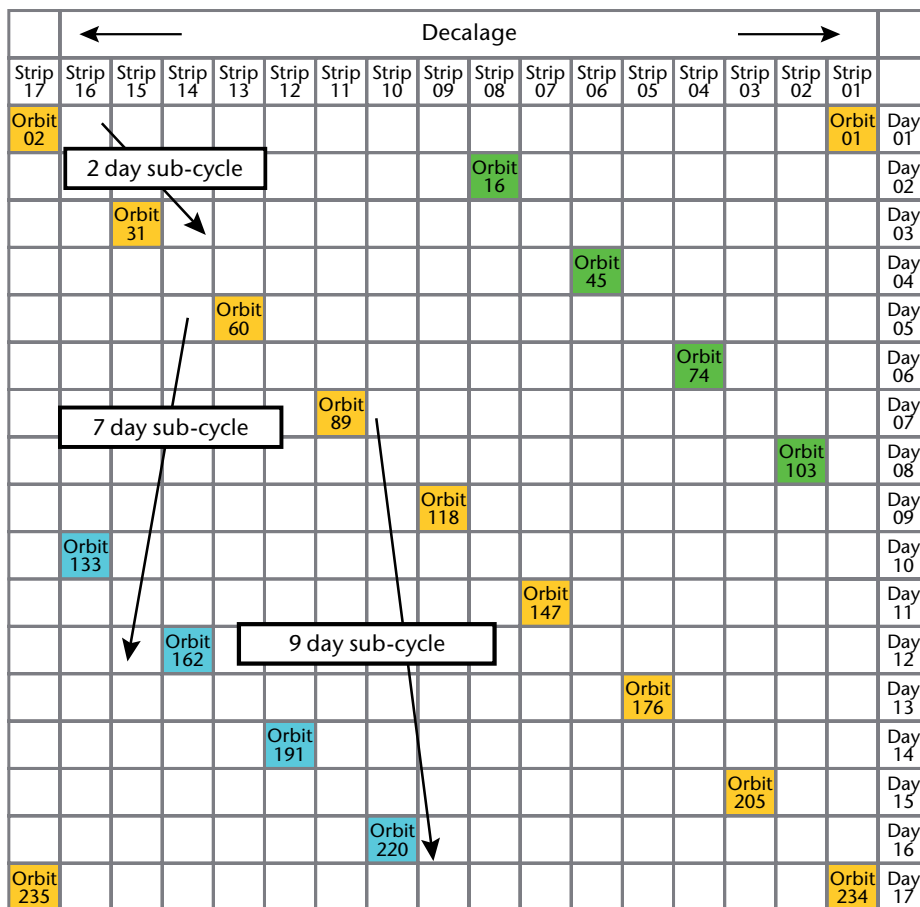 Decalage
Strip 17 Strip 16 Strip 15 Strip 14 Strip 13 Strip 12 Strip 11 Strip 10 Strip 09 Strip 08 Strip 07 Strip 06 Strip 05 Strip 04 Strip 03 Strip 02 Strip 01
Orbit 02 Orbit 01 Day 01
2 day sub-cycle
Orbit 16 Day 02
Orbit 31 Day 03
Orbit 45 Day 04
Orbit 60 Day 05
Orbit 74 Day 06
7 day sub-cycle
Orbit 89 Day 07
Orbit 103 Day 08
Orbit 118 Day 09
Orbit 133 Day 10
Orbit 147 Day 11
Orbit 162 9 day sub-cycle Day 12
Orbit 176 Day 13
Orbit 191 Day 14
Orbit 205 Day 15
Orbit 220 Day 16
Orbit 235 Orbit 234 Day 17